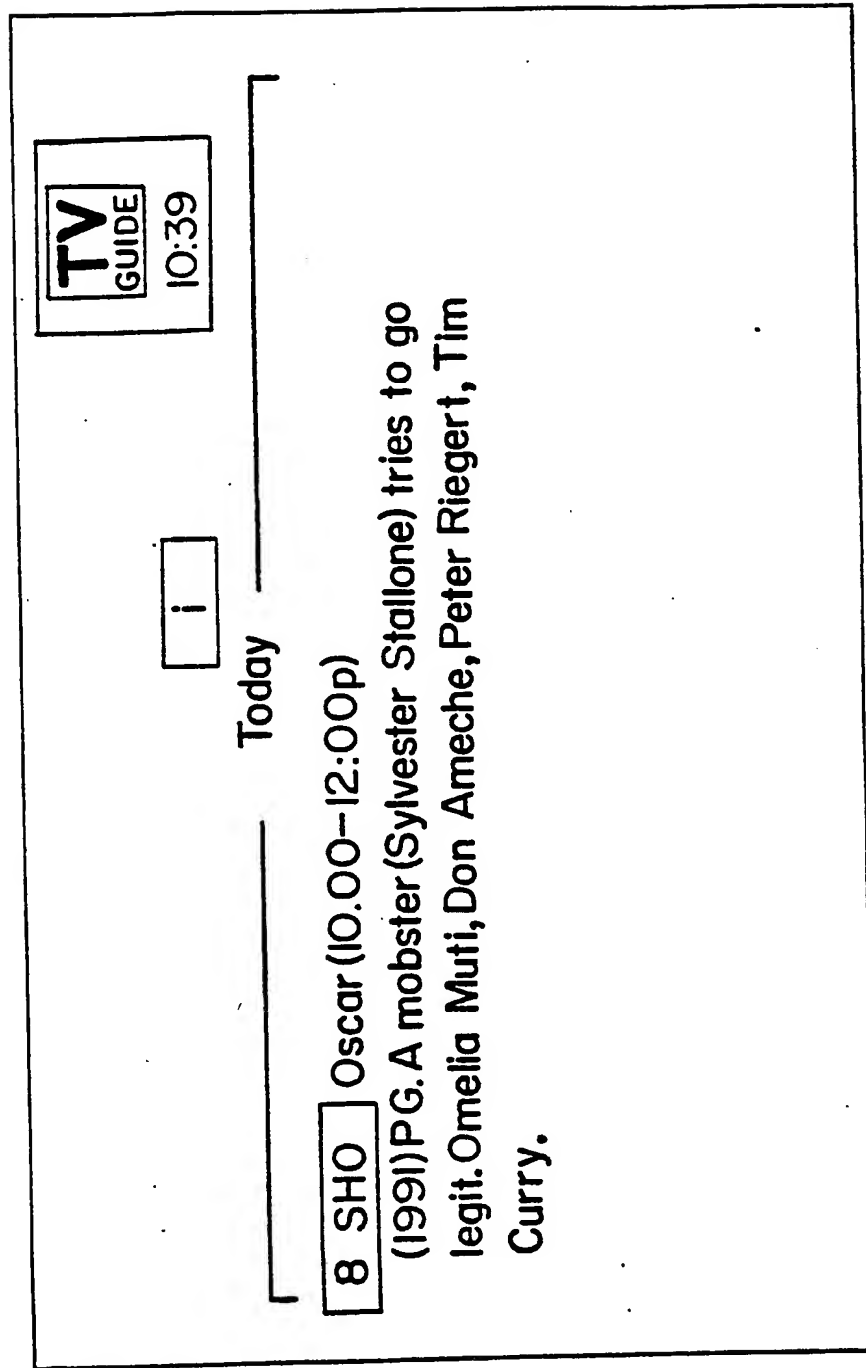 TV
GUIDE
10:39
i
Today
8 SHO Oscar (10.00-12:00p)
(1991) PG. A mobster (Sylvester Stallone) tries to go
legit. Omelia Muti, Don Ameche, Peter Riegert, Tim
Curry.